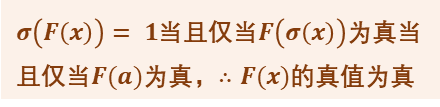 σ(F(x)) = 1当且仅当F(σ(x))为真当
且仅当F(a)为真，∴ F(x)的真值为真